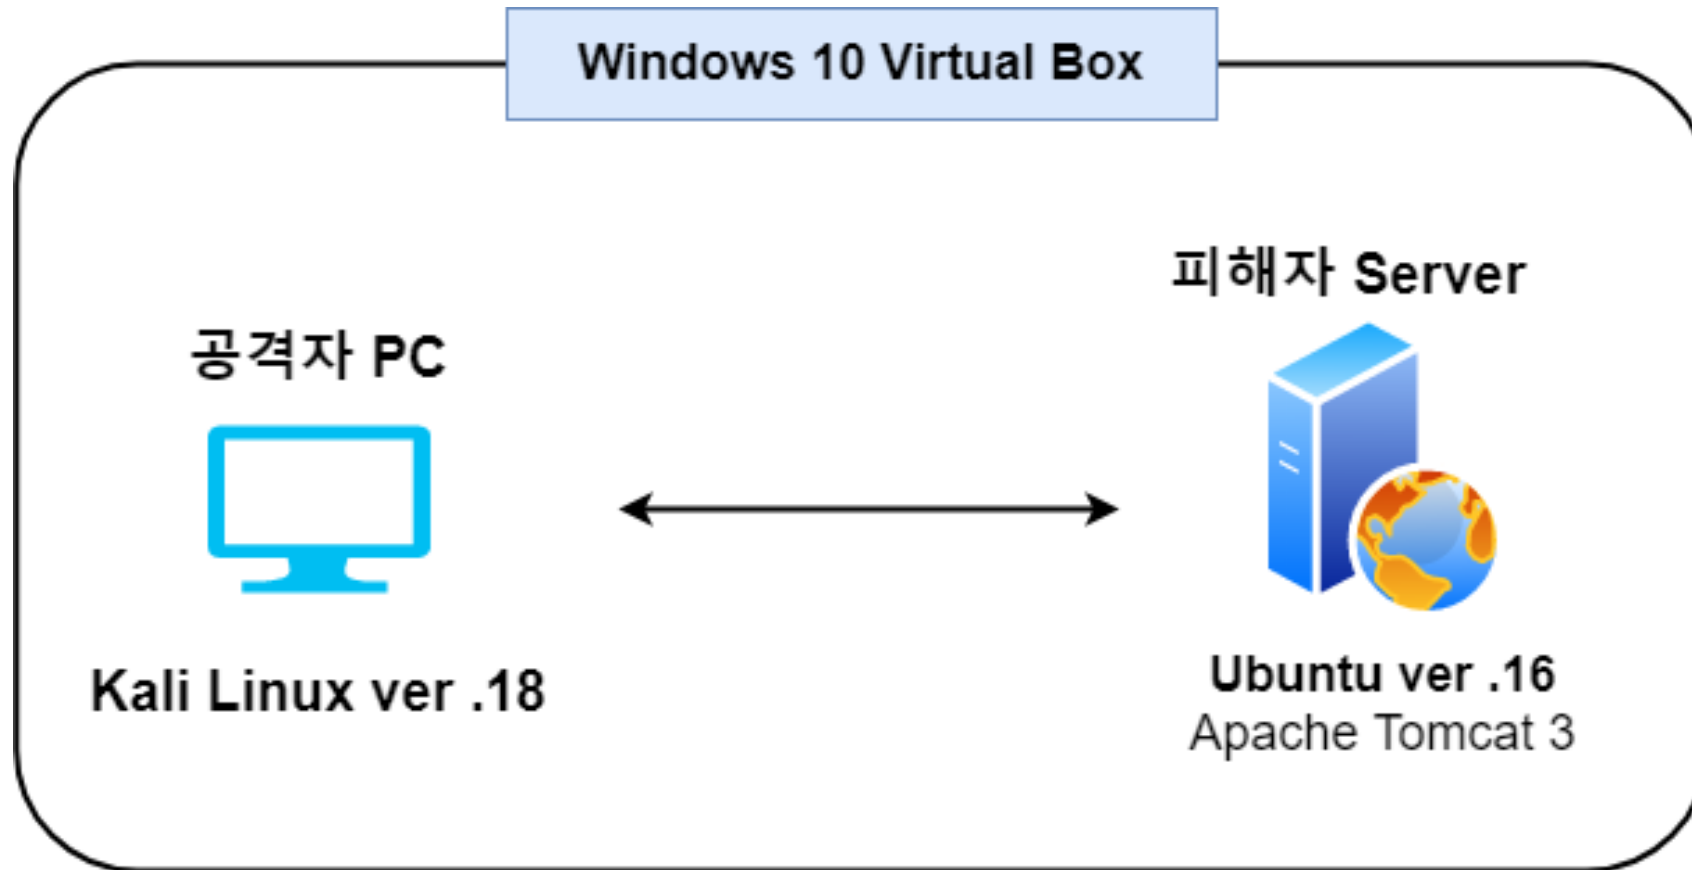 Windows 10 Virtual Box
공격자 PC
Kali Linux ver .18
피해자 Server
Ubuntu ver .16
Apache Tomcat 3